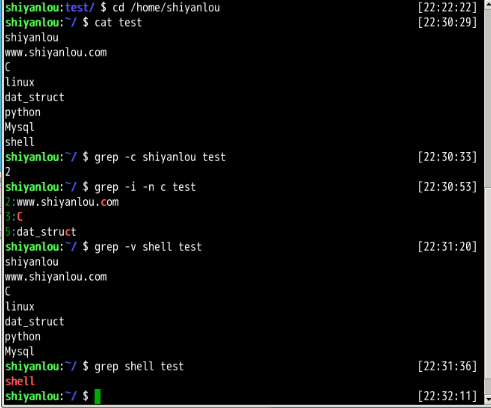 shiyanlou:test/ $ cd /home/shiyanlou [22:22:22]
shiyanlou:~/ $ cat test [22:30:29]
shiyanlou
www.shiyanlou.com
C
linux
dat_struct
python
Mysql
shell
shiyanlou:~/ $ grep -c shiyanlou test [22:30:33]
2
shiyanlou:~/ $ grep -i -n c test [22:30:53]
2:www.shiyanlou.com
3:C
5:dat_struct
shiyanlou:~/ $ grep -v shell test [22:31:20]
shiyanlou
www.shiyanlou.com
C
linux
dat_struct
python
Mysql
shiyanlou:~/ $ grep shell test [22:31:36]
shell
shiyanlou:~/ $ [22:32:11]